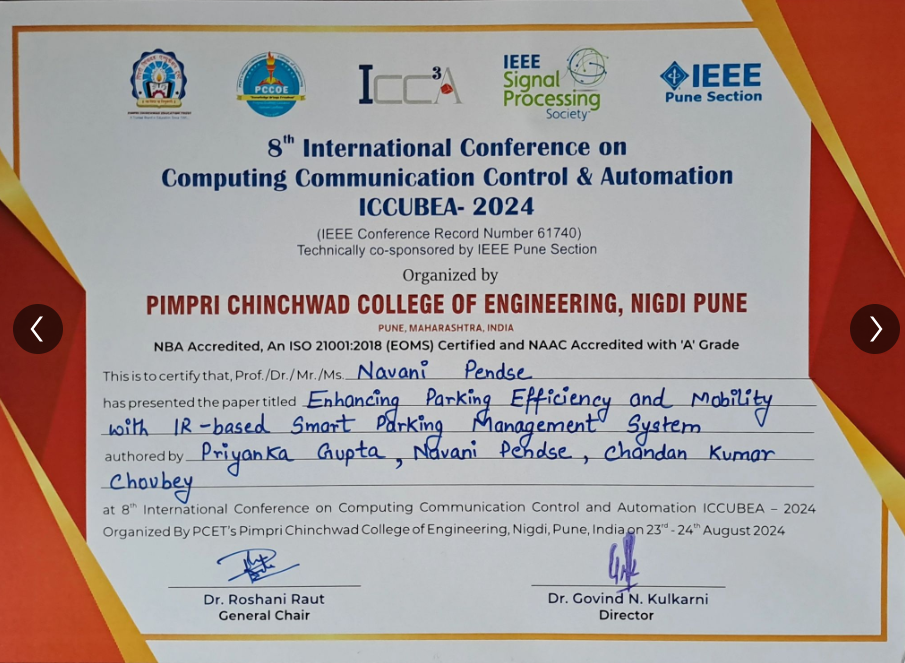 PIMPRI CHINCHWAD EDUCATION TRUST
PCCOE
ICC³A
IEEE
Signal
Processing
Society
IEEE
Pune Section
8th International Conference on
Computing Communication Control & Automation
ICCUBEA- 2024
(IEEE Conference Record Number 61740)
Technically co-sponsored by IEEE Pune Section
Organized by
PIMPRI CHINCHWAD COLLEGE OF ENGINEERING, NIGDI PUNE
PUNE, MAHARASHTRA, INDIA
NBA Accredited, An ISO 21001:2018 (EOMS) Certified and NAAC Accredited with 'A' Grade
This is to certify that, Prof./Dr./Mr./Ms. Navani Pendse
has presented the paper titled Enhancing Parking Efficiency and Mobility
with IR-based Smart Parking Management System
authored by Priyanka Gupta, Navani Pendse, Chandan Kumar
Choubey
at 8th International Conference on Computing Communication Control and Automation ICCUBEA – 2024
Organized By PCET's Pimpri Chinchwad College of Engineering, Nigdi, Pune, India on 23rd - 24th August 2024
Dr. Roshani Raut
General Chair
Dr. Govind N. Kulkarni
Director